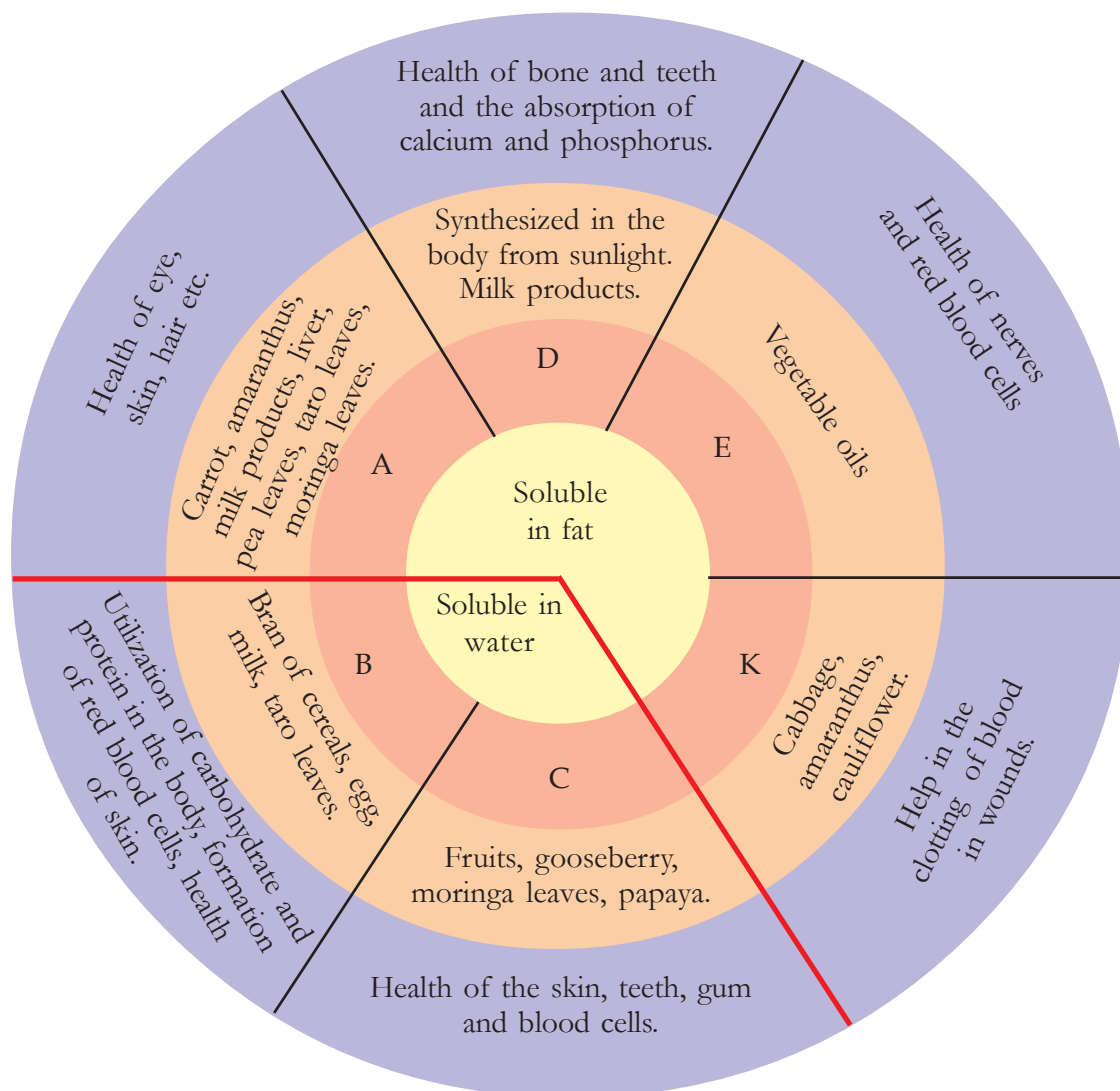 Soluble
in fat
A
Carrot, amaranthus,
milk products, liver,
pea leaves, taro leaves,
moringa leaves.
Health of eye,
skin, hair etc.
D
Synthesized in the
body from sunlight.
Milk products.
Health of bone and teeth
and the absorption of
calcium and phosphorus.
E
Vegetable oils
Health of nerves
and red blood cells
K
Cabbage,
amaranthus,
cauliflower.
Help in the
clotting of blood
in wounds.
Soluble in
water
B
Bran of cereals, egg,
milk, taro leaves.
Utilization of carbohydrate and
protein in the body, formation
of red blood cells, health
of skin.
C
Fruits, gooseberry,
moringa leaves, papaya.
Health of the skin, teeth, gum
and blood cells.